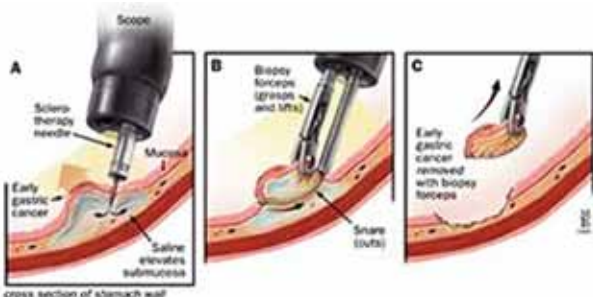 Scope
A
Sclero-
therapy
needle
Mucosa
Early
gastric
cancer
Saline
elevates
submucosa
cross section of stomach wall
B
Biopsy
forceps
(grasps
and lifts)
Snare
(cuts)
C
Early
gastric
cancer
removed
with biopsy
forceps